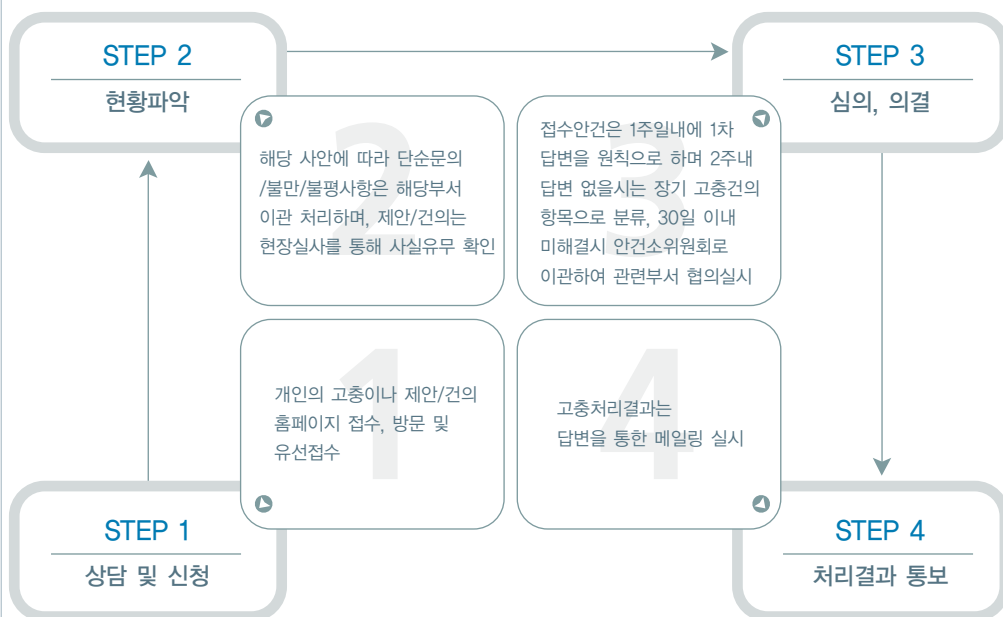 STEP 2
현황파악
STEP 3
심의, 의결
2
해당 사안에 따라 단순문의
/불만/불평사항은 해당부서
이관 처리하며, 제안/건의는
현장실사를 통해 사실유무 확인
3
접수안건은 1주일내에 1차
답변을 원칙으로 하며 2주내
답변 없을시는 장기 고충건의
항목으로 분류, 30일 이내
미해결시 안건소위원회로
이관하여 관련부서 협의실시
1
개인의 고충이나 제안/건의
홈페이지 접수, 방문 및
유선접수
4
고충처리결과는
답변을 통한 메일링 실시
STEP 1
상담 및 신청
STEP 4
처리결과 통보